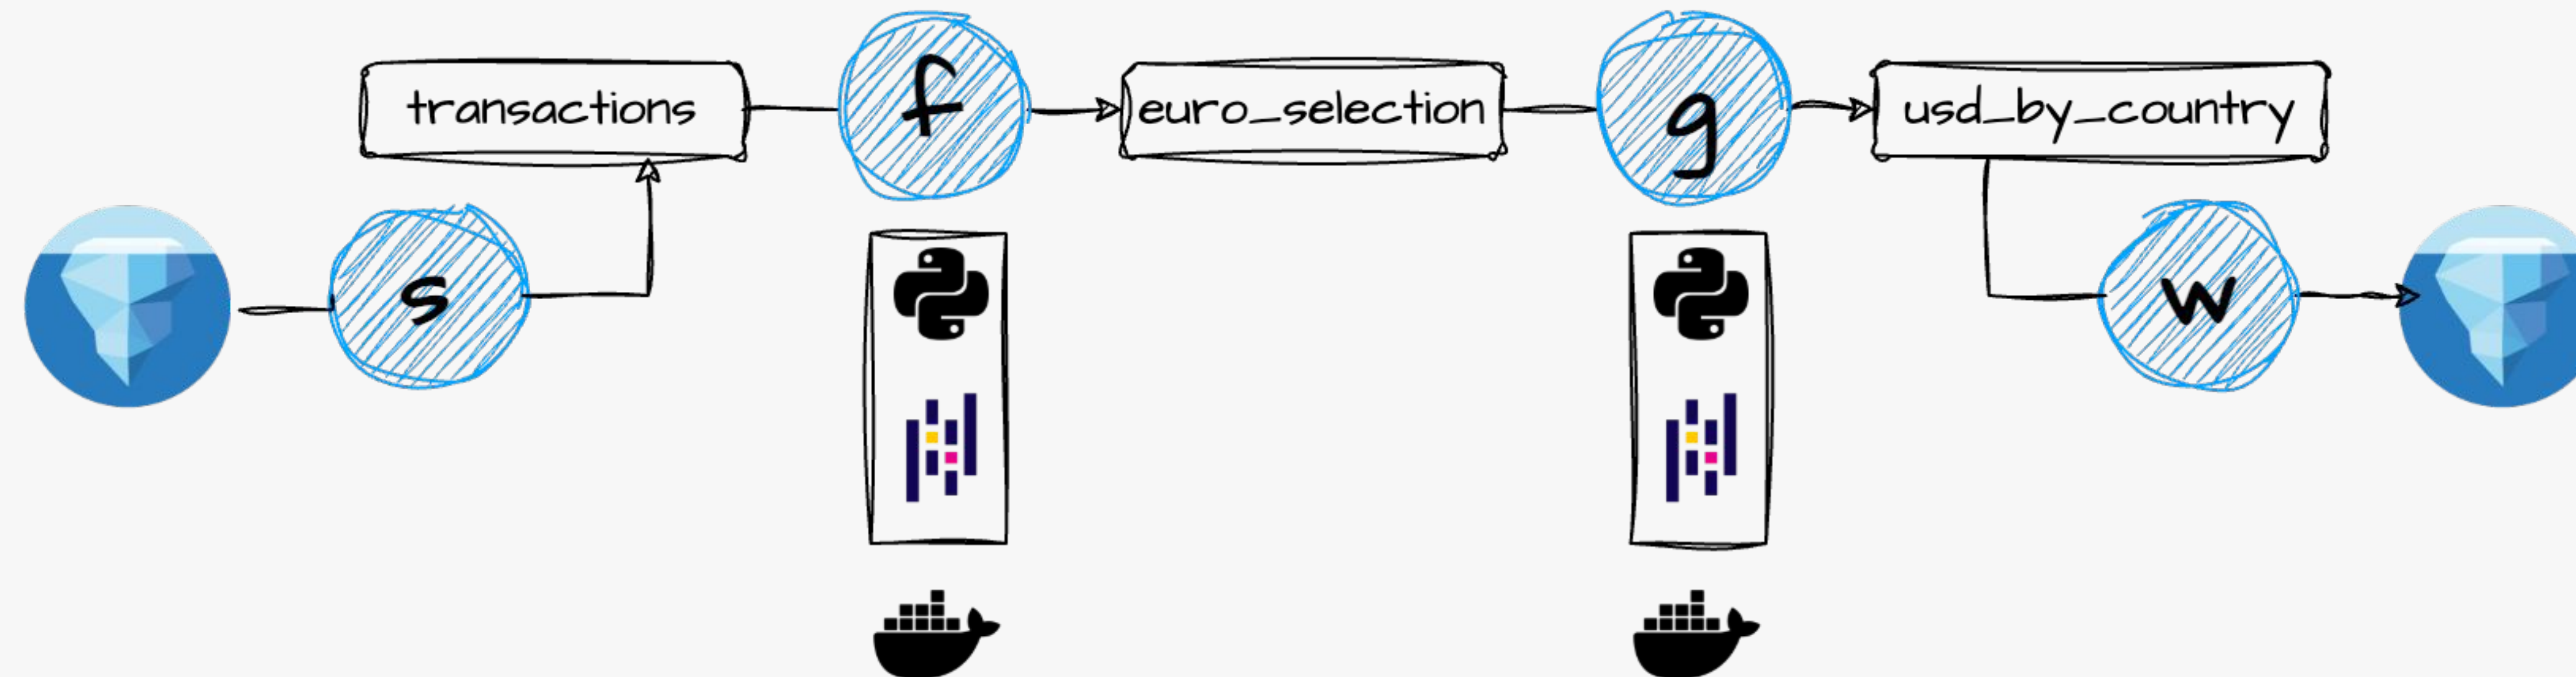 transactions
f
euro_selection
g
usd_by_country
s
w